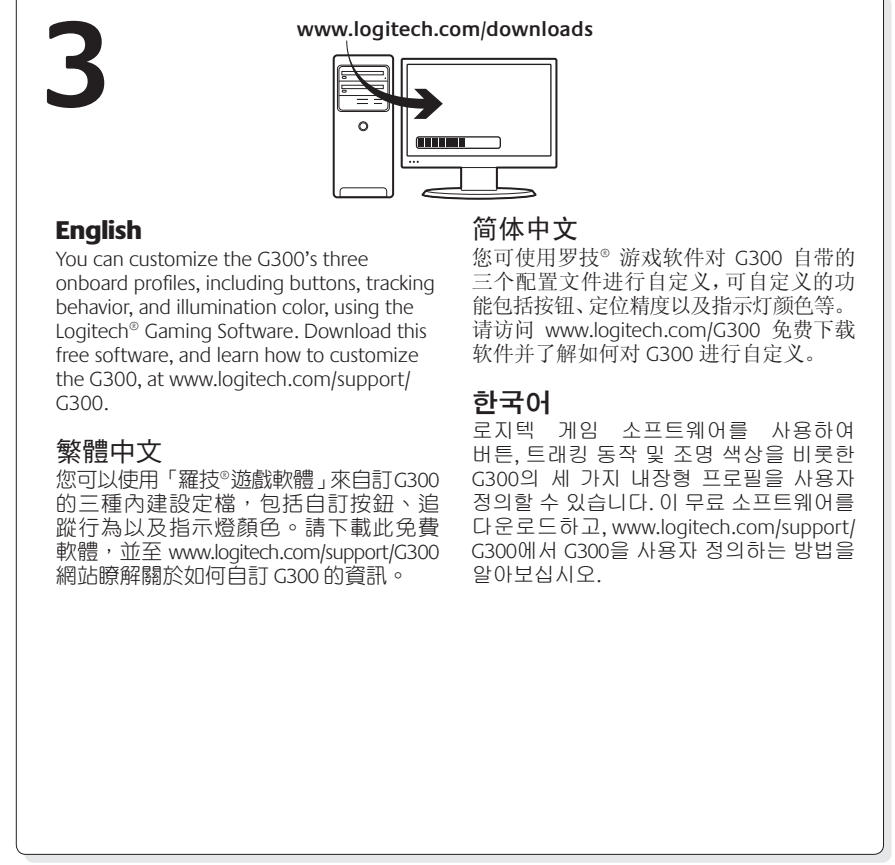 3
www.logitech.com/downloads
English
You can customize the G300's three
onboard profiles, including buttons, tracking
behavior, and illumination color, using the
Logitech® Gaming Software. Download this
free software, and learn how to customize
the G300, at www.logitech.com/support/
G300.
繁體中文
您可以使用「羅技®遊戲軟體」來自訂G300
的三種內建設定檔，包括自訂按鈕、追
蹤行為以及指示燈顏色。請下載此免費
軟體，並至 www.logitech.com/support/G300
網站瞭解關於如何自訂 G300 的資訊。
简体中文
您可使用罗技® 游戏软件对 G300 自带的
三个配置文件进行自定义，可自定义的功
能包括按钮、定位精度以及指示灯颜色等。
请访问 www.logitech.com/G300 免费下载
软件并了解如何对 G300 进行自定义。
한국어
로지텍 게임 소프트웨어를 사용하여
버튼, 트래킹 동작 및 조명 색상을 비롯한
G300의 세 가지 내장형 프로필을 사용자
정의할 수 있습니다. 이 무료 소프트웨어를
다운로드하고, www.logitech.com/support/
G300에서 G300을 사용자 정의하는 방법을
알아보십시오.